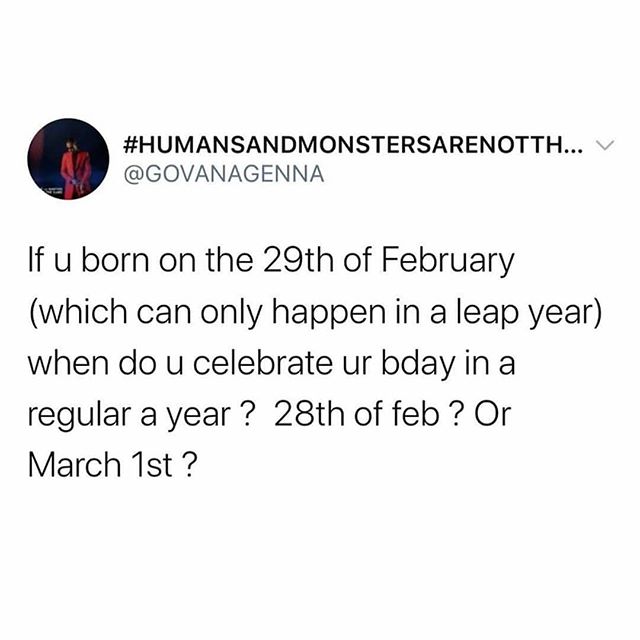 #HUMANSANDMONSTERSARENOTTH...
@GOVANAGENNA
If u born on the 29th of February
(which can only happen in a leap year)
when do u celebrate ur bday in a
regular a year ?  28th of feb ? Or
March 1st ?